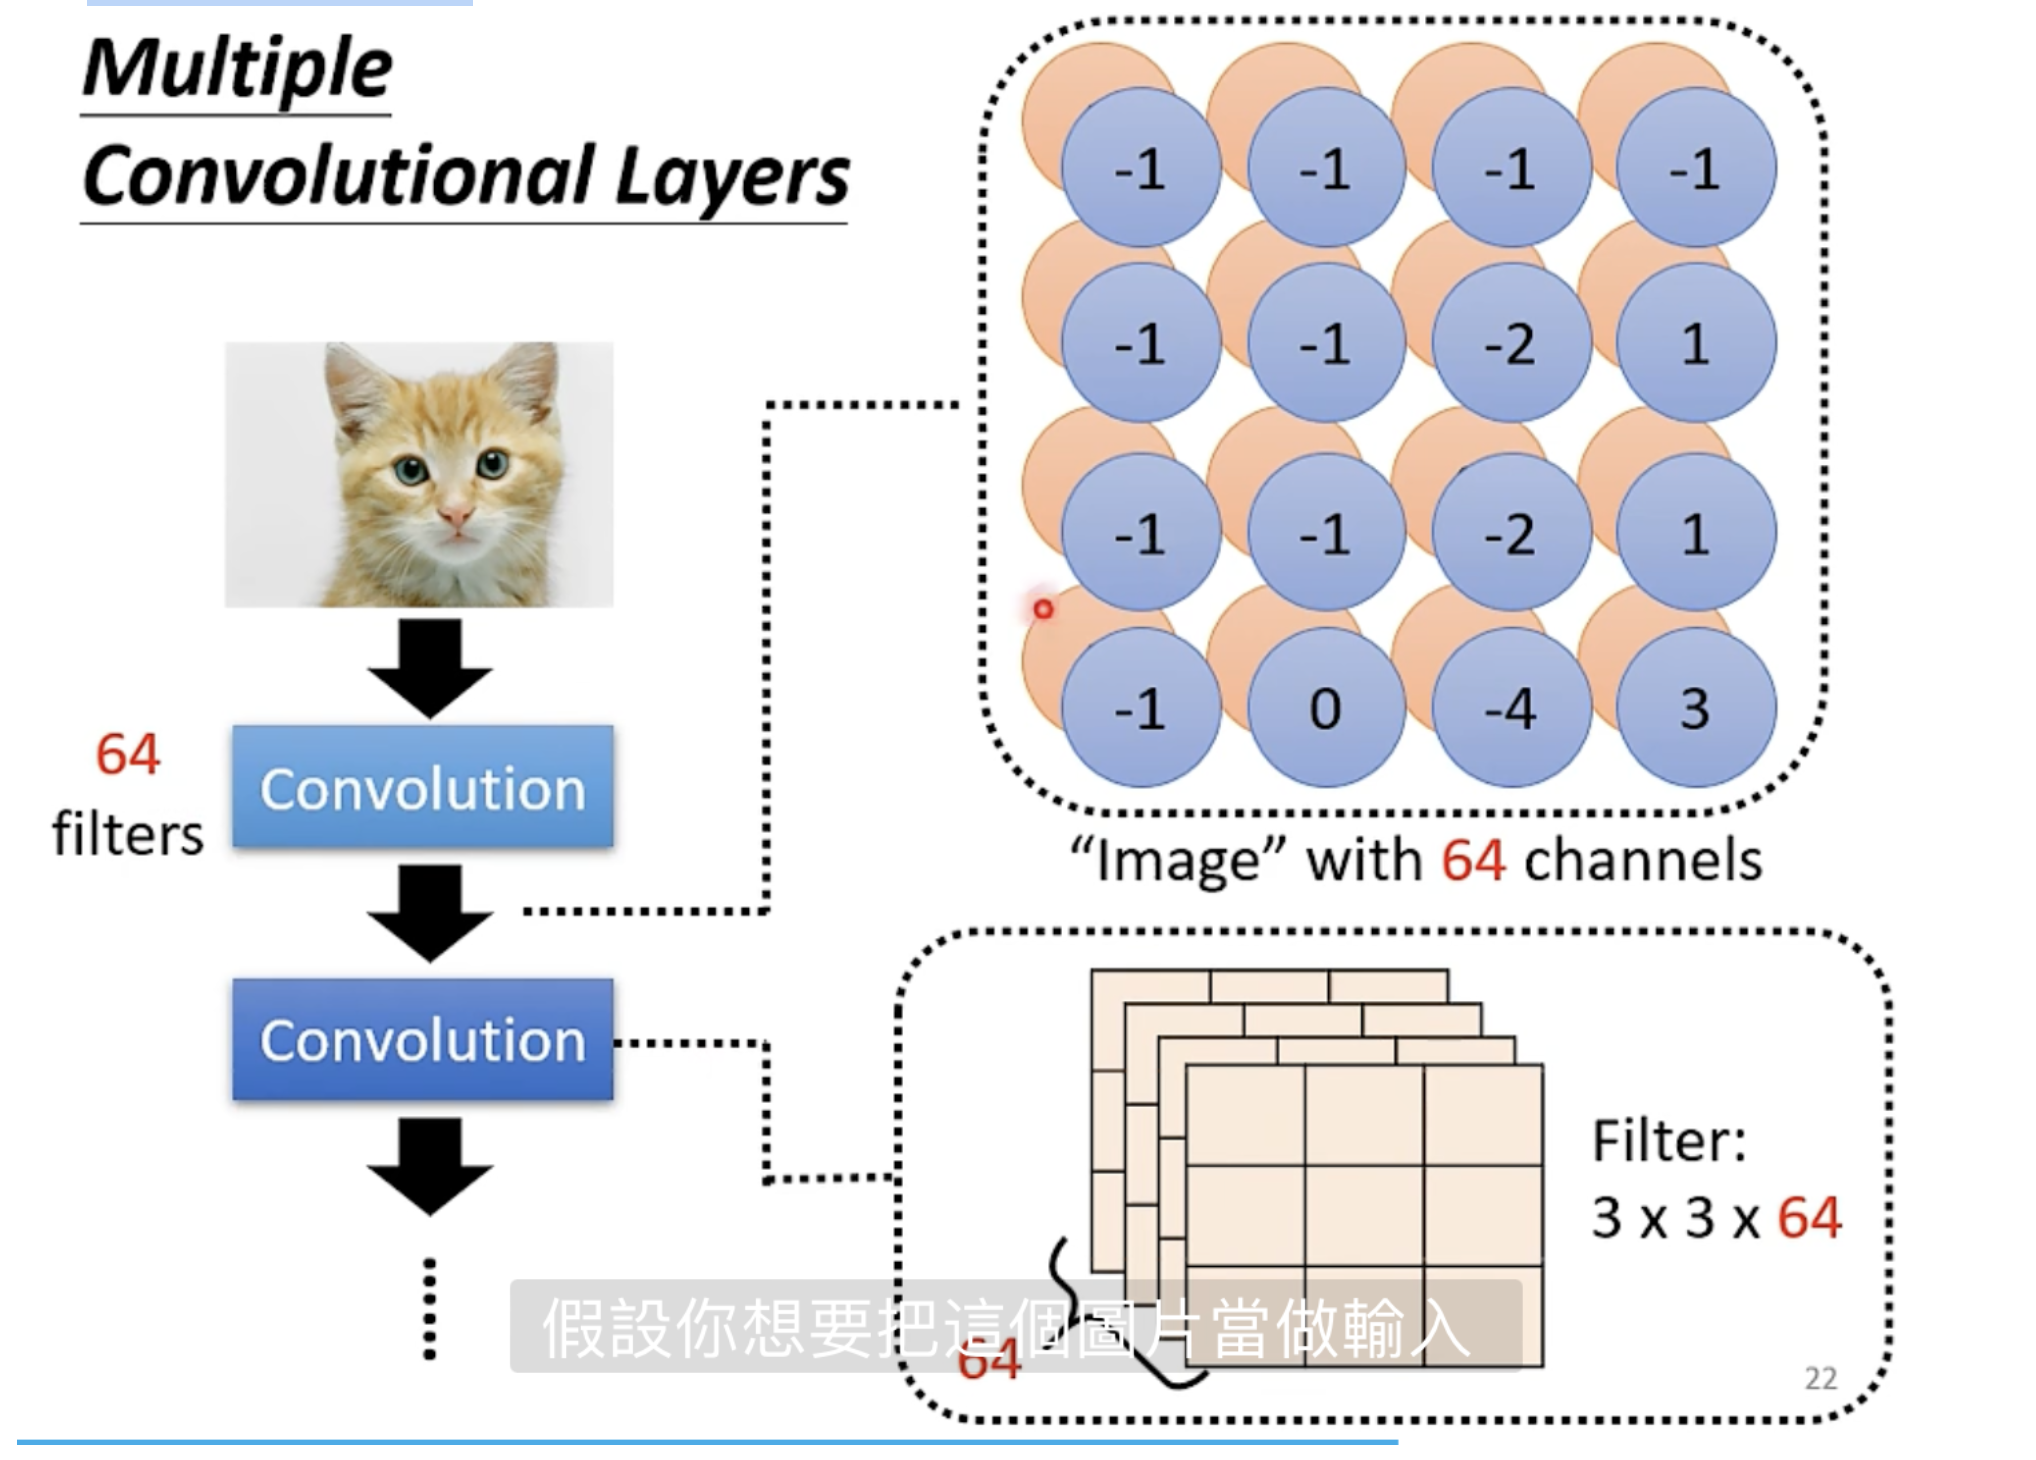 Multiple
Convolutional Layers
-1 -1 -1 -1
-1 -1 -2 1
-1 -1 -2 1
-1 0 -4 3
"Image" with 64 channels
64
filters
Convolution
Convolution
Filter:
3 x 3 x 64
64
假設你想要把這個圖片當做輸入
22